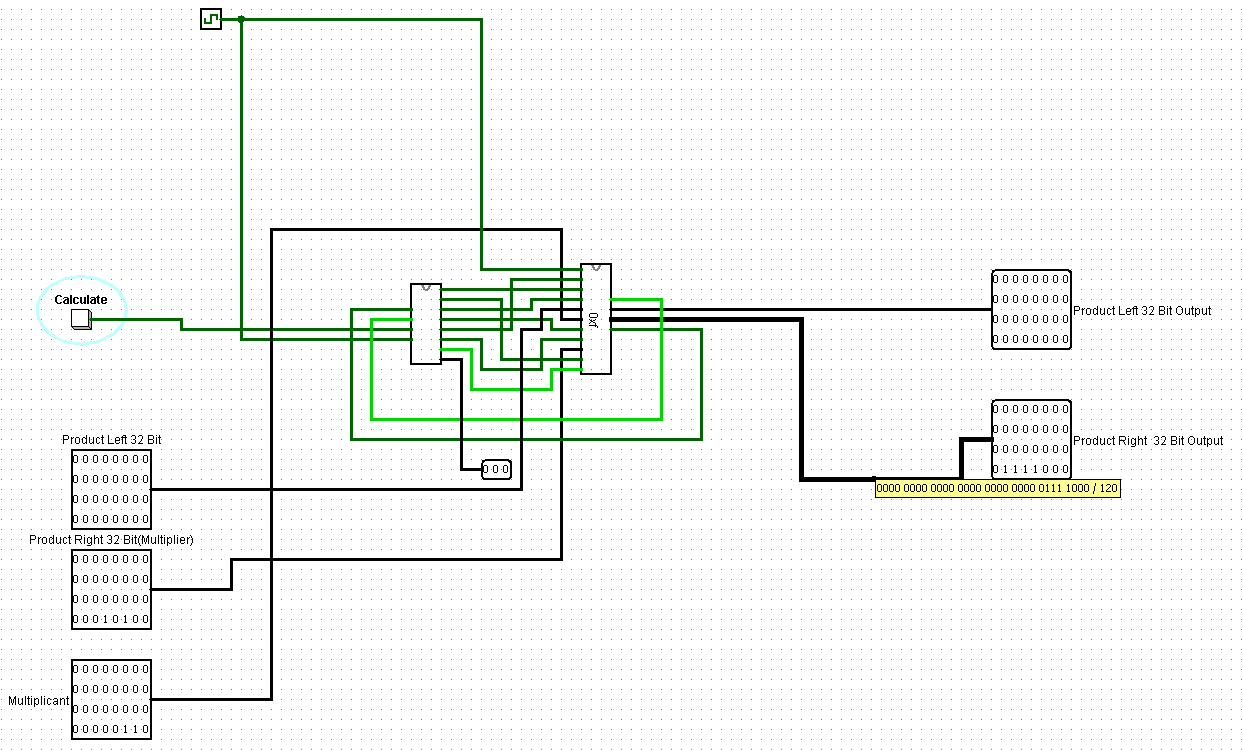 Calculate
0xf
0 0 0 0 0 0 0 0
0 0 0 0 0 0 0 0
0 0 0 0 0 0 0 0
0 0 0 0 0 0 0 0
Product Left 32 Bit Output
0 0 0 0 0 0 0 0
0 0 0 0 0 0 0 0
0 0 0 0 0 0 0 0
0 1 1 1 1 0 0 0
Product Right 32 Bit Output
0000 0000 0000 0000 0000 0000 0111 1000 / 120
0 0 0
Product Left 32 Bit
0 0 0 0 0 0 0 0
0 0 0 0 0 0 0 0
0 0 0 0 0 0 0 0
0 0 0 0 0 0 0 0
Product Right 32 Bit(Multiplier)
0 0 0 0 0 0 0 0
0 0 0 0 0 0 0 0
0 0 0 0 0 0 0 0
0 0 0 1 0 1 0 0
Multiplicant
0 0 0 0 0 0 0 0
0 0 0 0 0 0 0 0
0 0 0 0 0 0 0 0
0 0 0 0 0 1 1 0